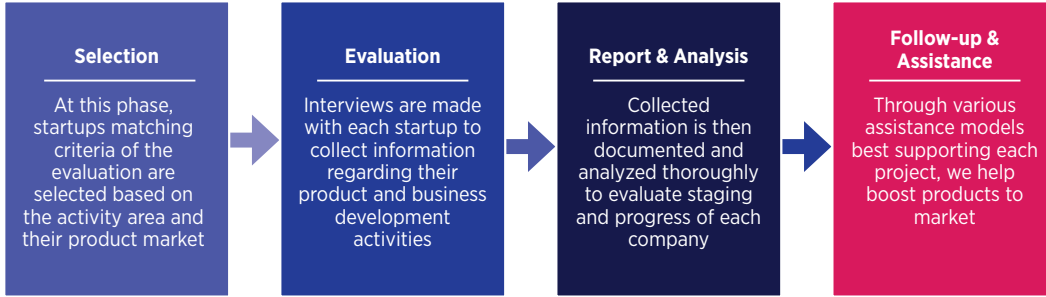 Selection
At this phase,
startups matching
criteria of the
evaluation are
selected based on
the activity area and
their product market
Evaluation
Interviews are made
with each startup to
collect information
regarding their
product and business
development
activities
Report & Analysis
Collected
information is then
documented and
analyzed thoroughly
to evaluate staging
and progress of each
company
Follow-up &
Assistance
Through various
assistance models
best supporting each
project, we help
boost products to
market